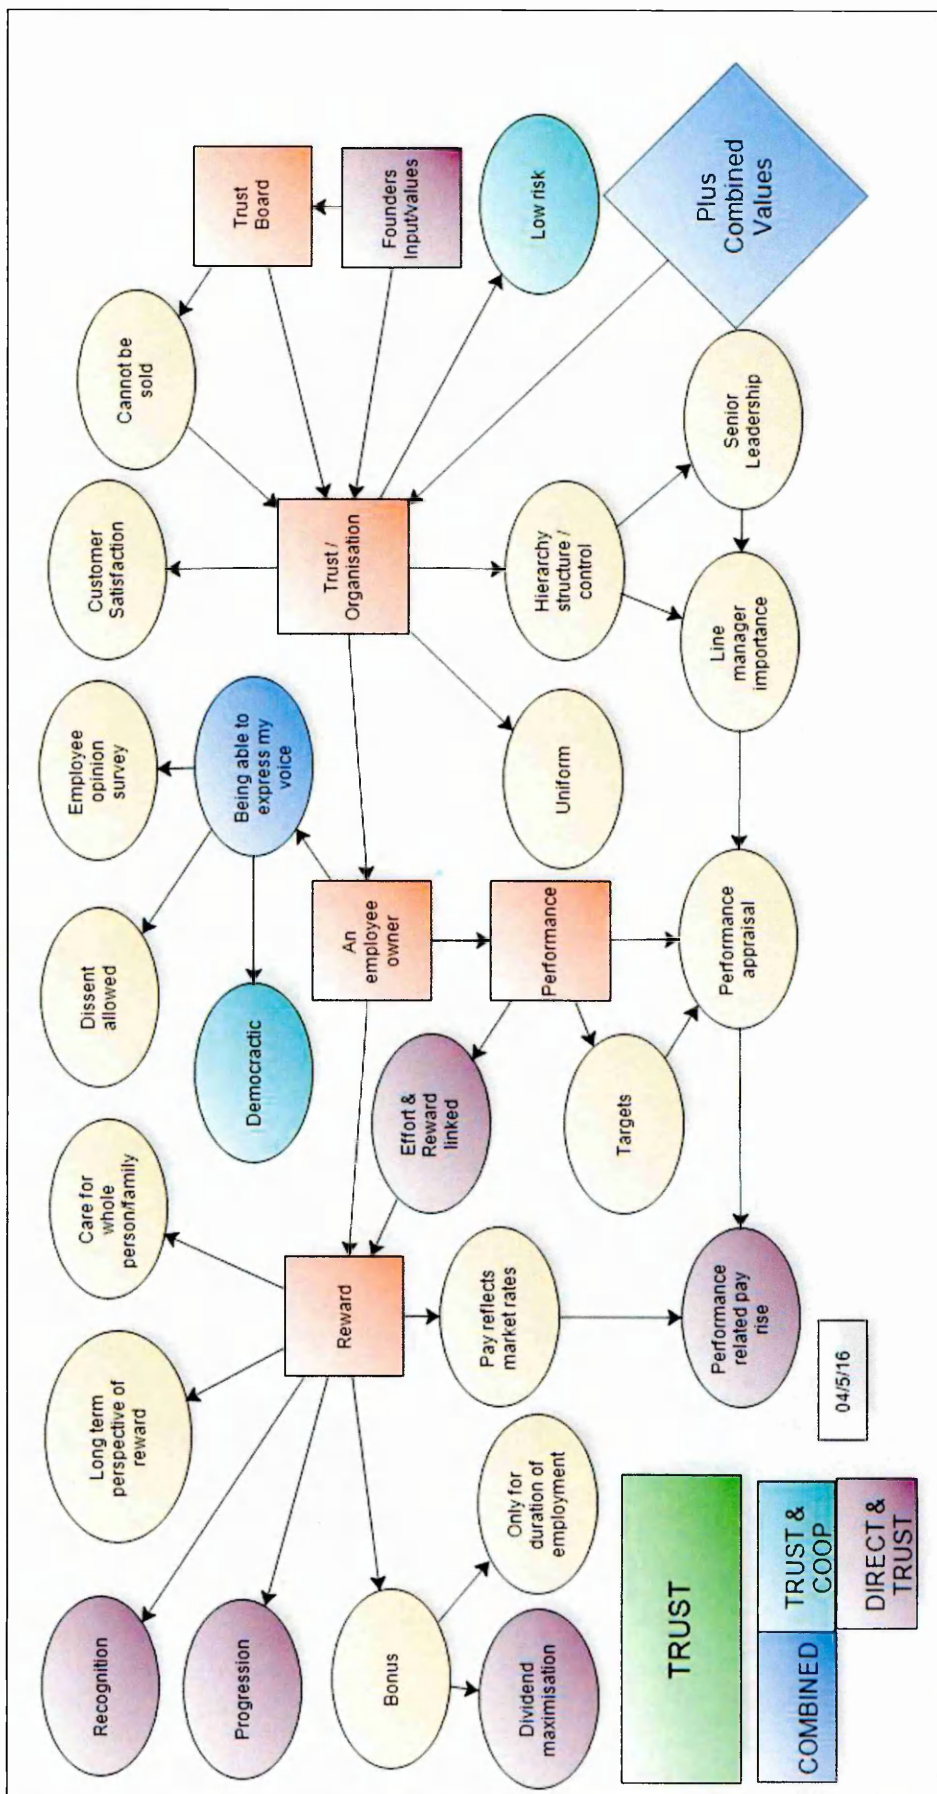 Recognition
Long term
perspective of
reward
Care for
whole
person/family
Dissent
allowed
Employee
opinion
survey
Customer
Satisfaction
Cannot be
sold
Progression
Democractic
Being able to
express my
voice
Trust
Board
Bonus
Reward
An
employee
owner
Trust /
Organisation
Founders
Input/values
Effort &
Reward
linked
Dividend
maximisation
Only for
duration of
employment
Pay reflects
market rates
Performance
Uniform
Hierarchy
structure /
control
Low risk
Targets
Performance
related pay
rise
Performance
appraisal
Line
manager
importance
Senior
Leadership
Plus
Combined
Values
TRUST
COMBINED
TRUST &
COOP
DIRECT &
TRUST
04/5/16